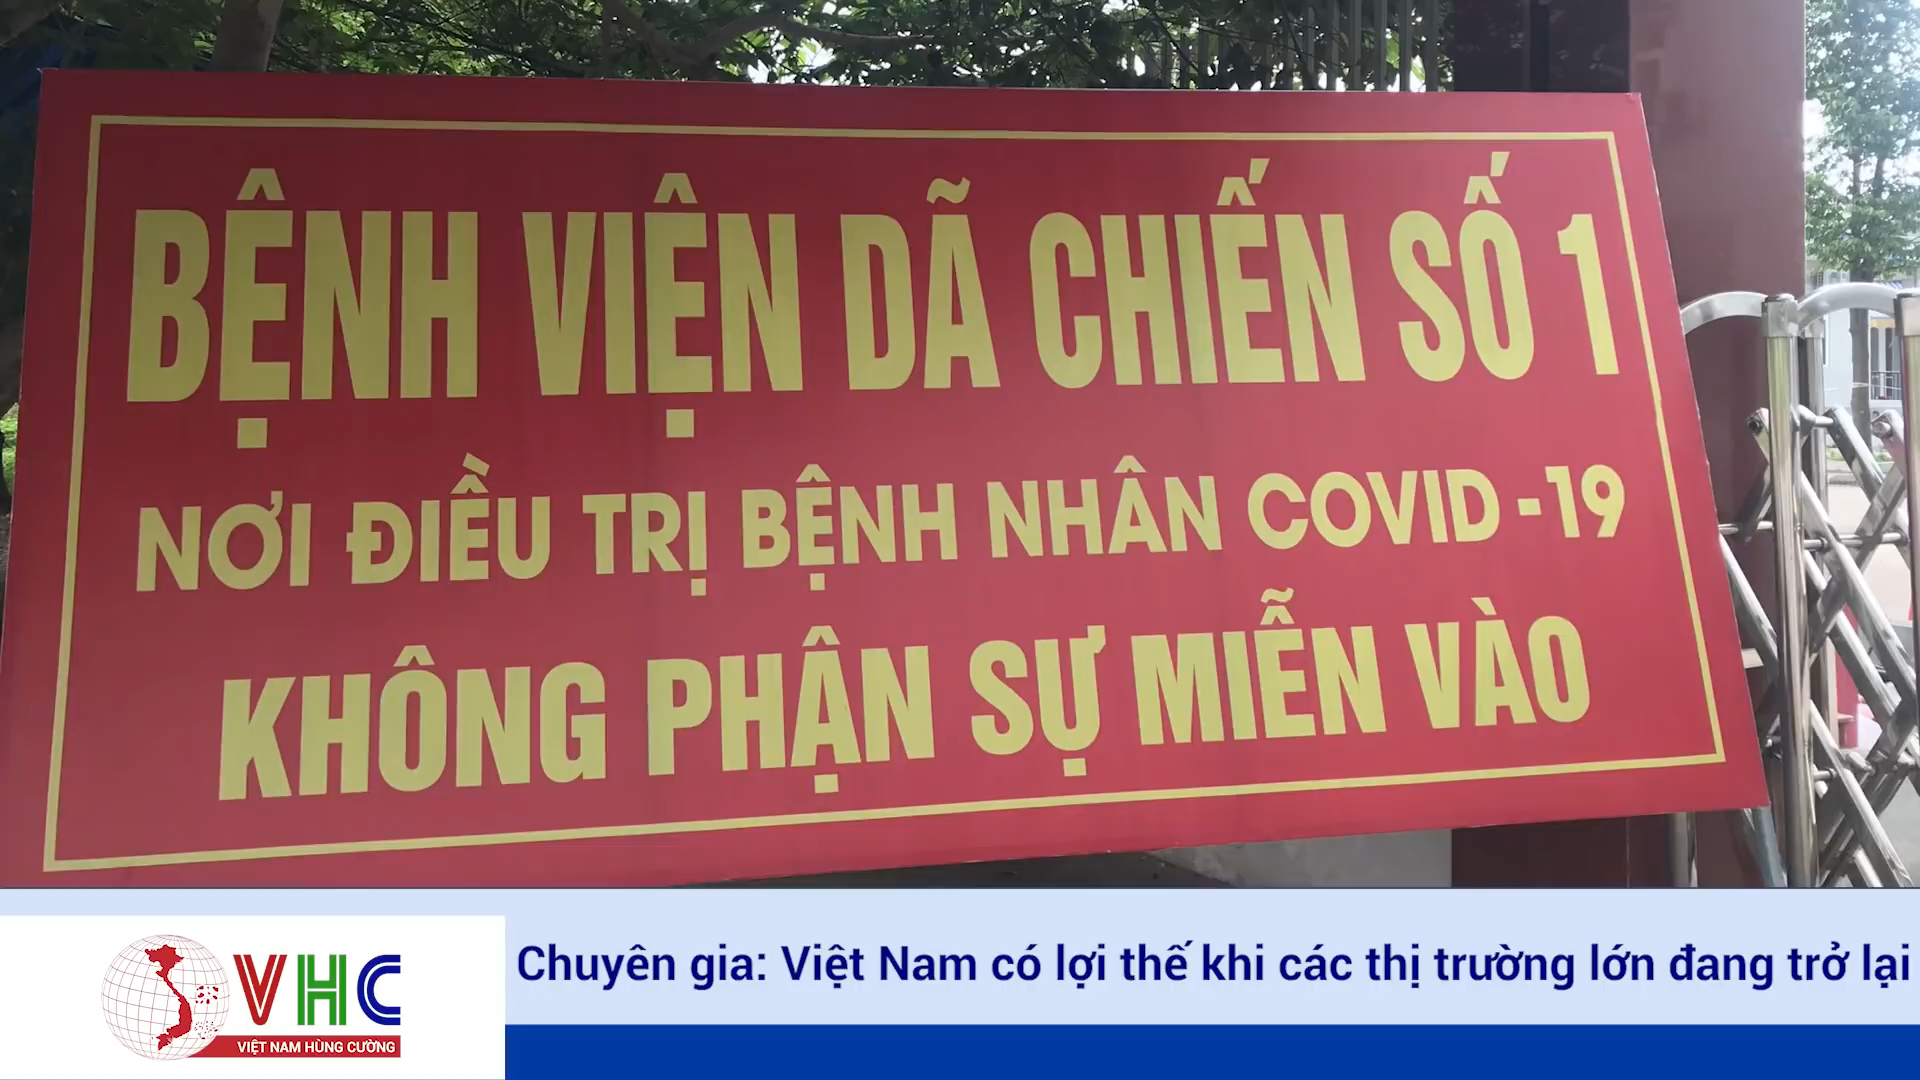 BỆNH VIỆN DÃ CHIẾN SỐ 1
NƠI ĐIỀU TRỊ BỆNH NHÂN COVID -19
KHÔNG PHẬN SỰ MIỄN VÀO
VHC
VIỆT NAM HÙNG CƯỜNG
Chuyên gia: Việt Nam có lợi thế khi các thị trường lớn đang trở lại